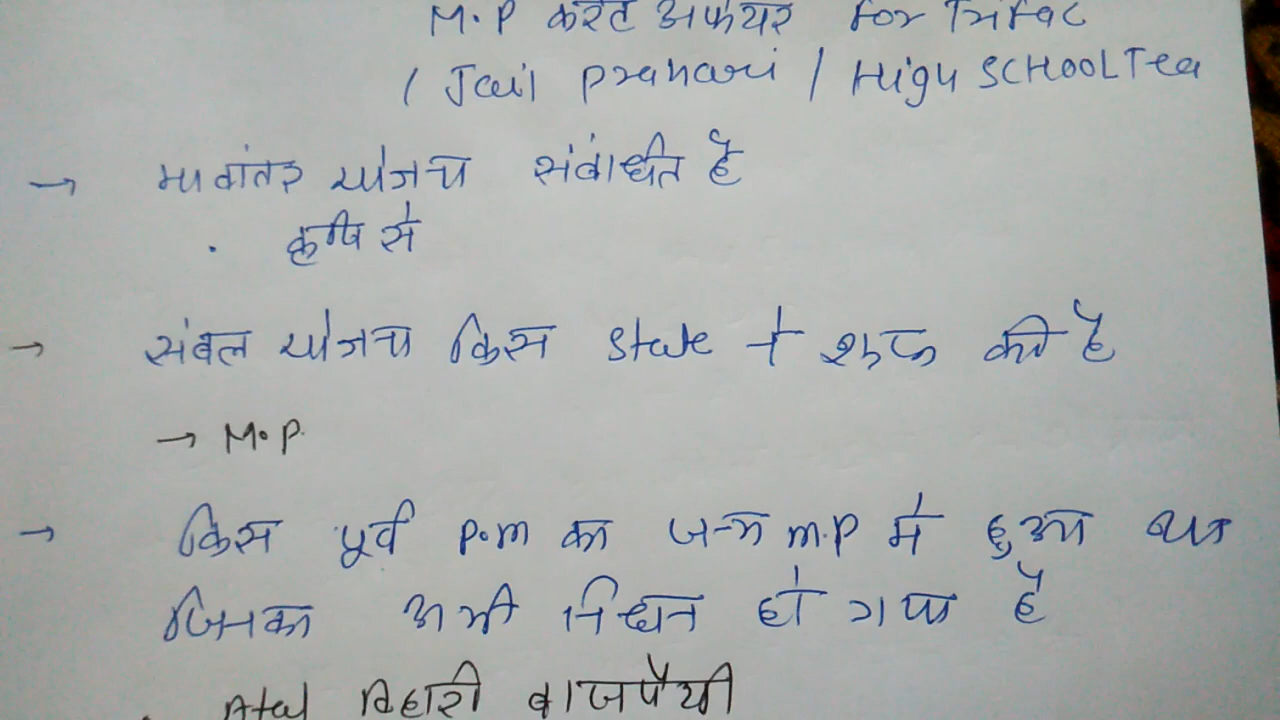 M.P करंट अफेयर for Trifac
/ Jail prahari / High SCHOOL Tea
→ भावांतर योजना संबंधित है
. कृषि से
→ संबल योजना किस state ने शुरू की है
→ M.P.
→ किस पूर्व P.m का जन्म m.p मे हुआ था
जिनका अभी निधन हो गया है
. Atal बिहारी वाजपैयी